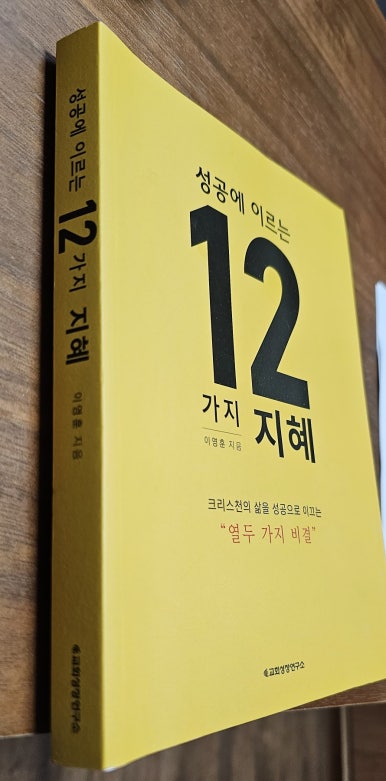 성공에 이르는
12
가지 지혜
이영훈 지음
크리스천의 삶을 성공으로 이끄는
“열두 가지 비결”
교회성장연구소
성공에 이르는 12가지 지혜
이영훈 지음
교회성장연구소